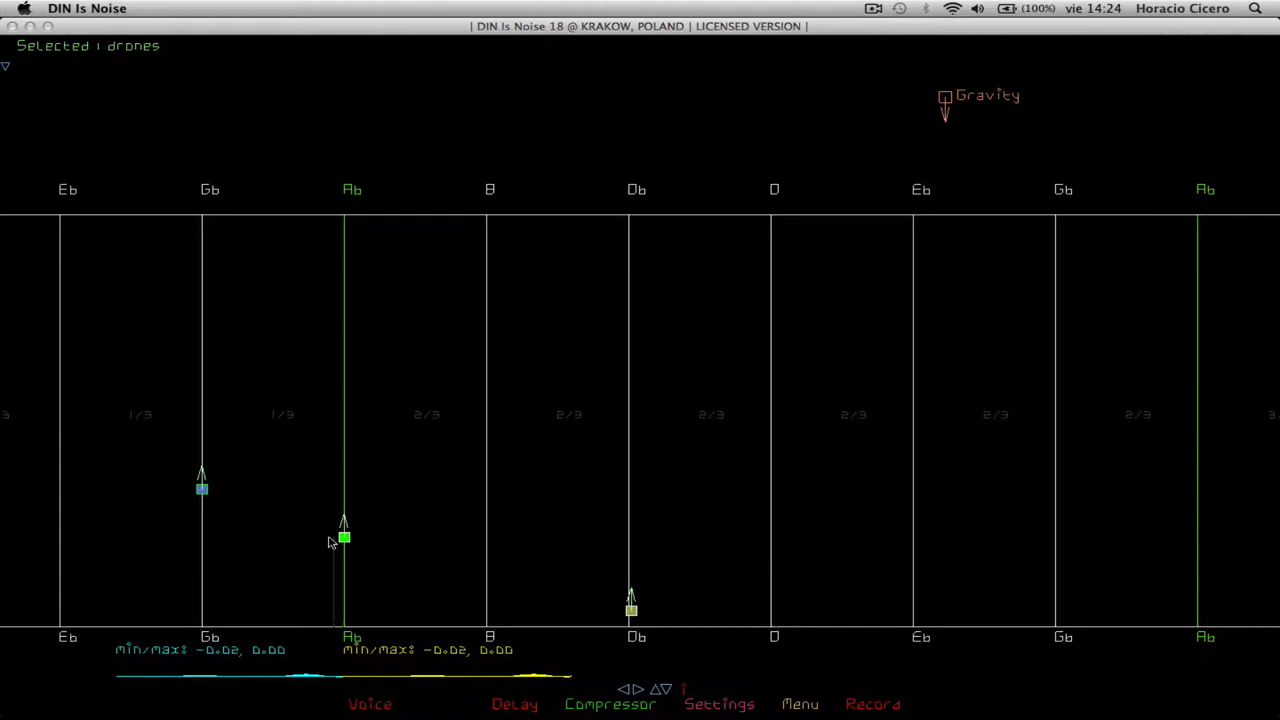 DIN Is Noise (100%) vie 14:24 Horacio Cicero
| DIN Is Noise 18 @ KRAKOW, POLAND | LICENSED VERSION |
Selected 1 drones
Gravity
Eb Gb Ab B Db D Eb Gb Ab
3 1/3 1/3 2/3 2/3 2/3 2/3 2/3 2/3 3
Eb Gb Ab B Db D Eb Gb Ab
min/max: -0.02, 0.00 min/max: -0.02, 0.00
Voice Delay Compressor Settings Menu Record